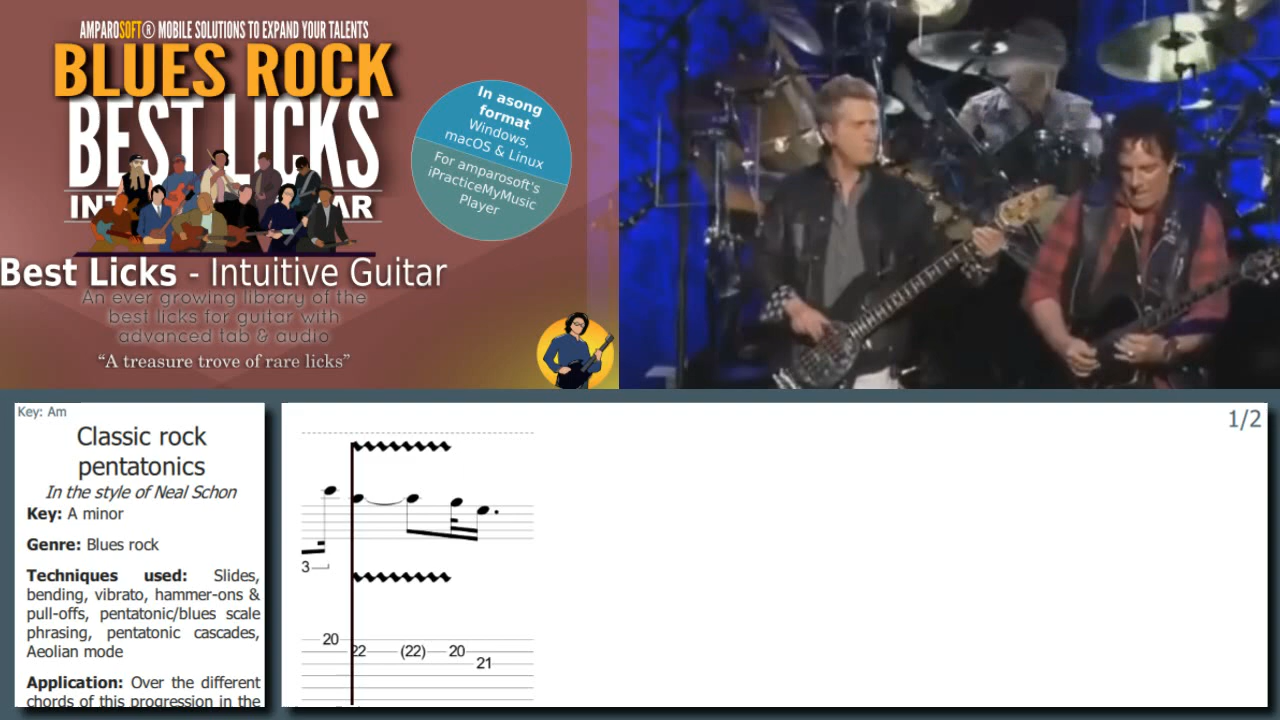 AMPAROSOFT® MOBILE SOLUTIONS TO EXPAND YOUR TALENTS
BLUES ROCK
BEST LICKS
Best Licks - Intuitive Guitar
An ever growing library of the
best licks for guitar with
advanced tab & audio
“A treasure trove of rare licks”
In asong
format
Windows,
macOS & Linux
For amparosoft's
iPracticeMyMusic
Player
Key: Am
Classic rock
pentatonics
In the style of Neal Schon
Key: A minor
Genre: Blues rock
Techniques used: Slides,
bending, vibrato, hammer-ons &
pull-offs, pentatonic/blues scale
phrasing, pentatonic cascades,
Aeolian mode
Application: Over the different
chords of this progression in the
1/2
3
20
22 (22) 20
21